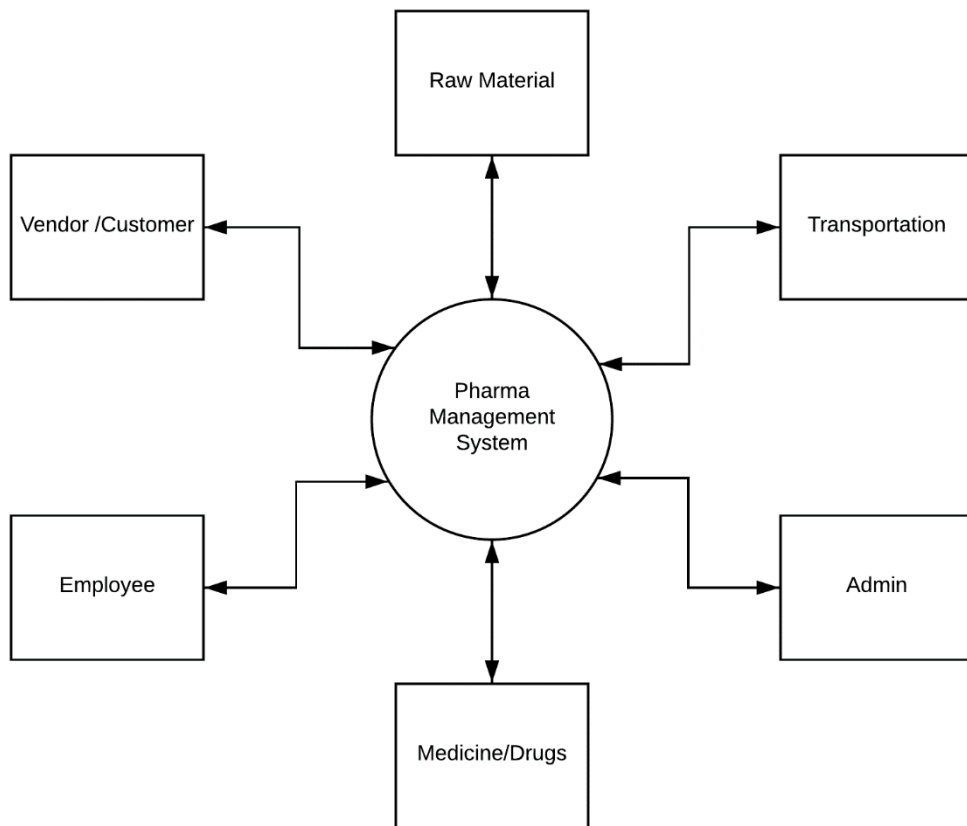 Raw Material
Vendor /Customer
Transportation
Pharma
Management
System
Employee
Admin
Medicine/Drugs